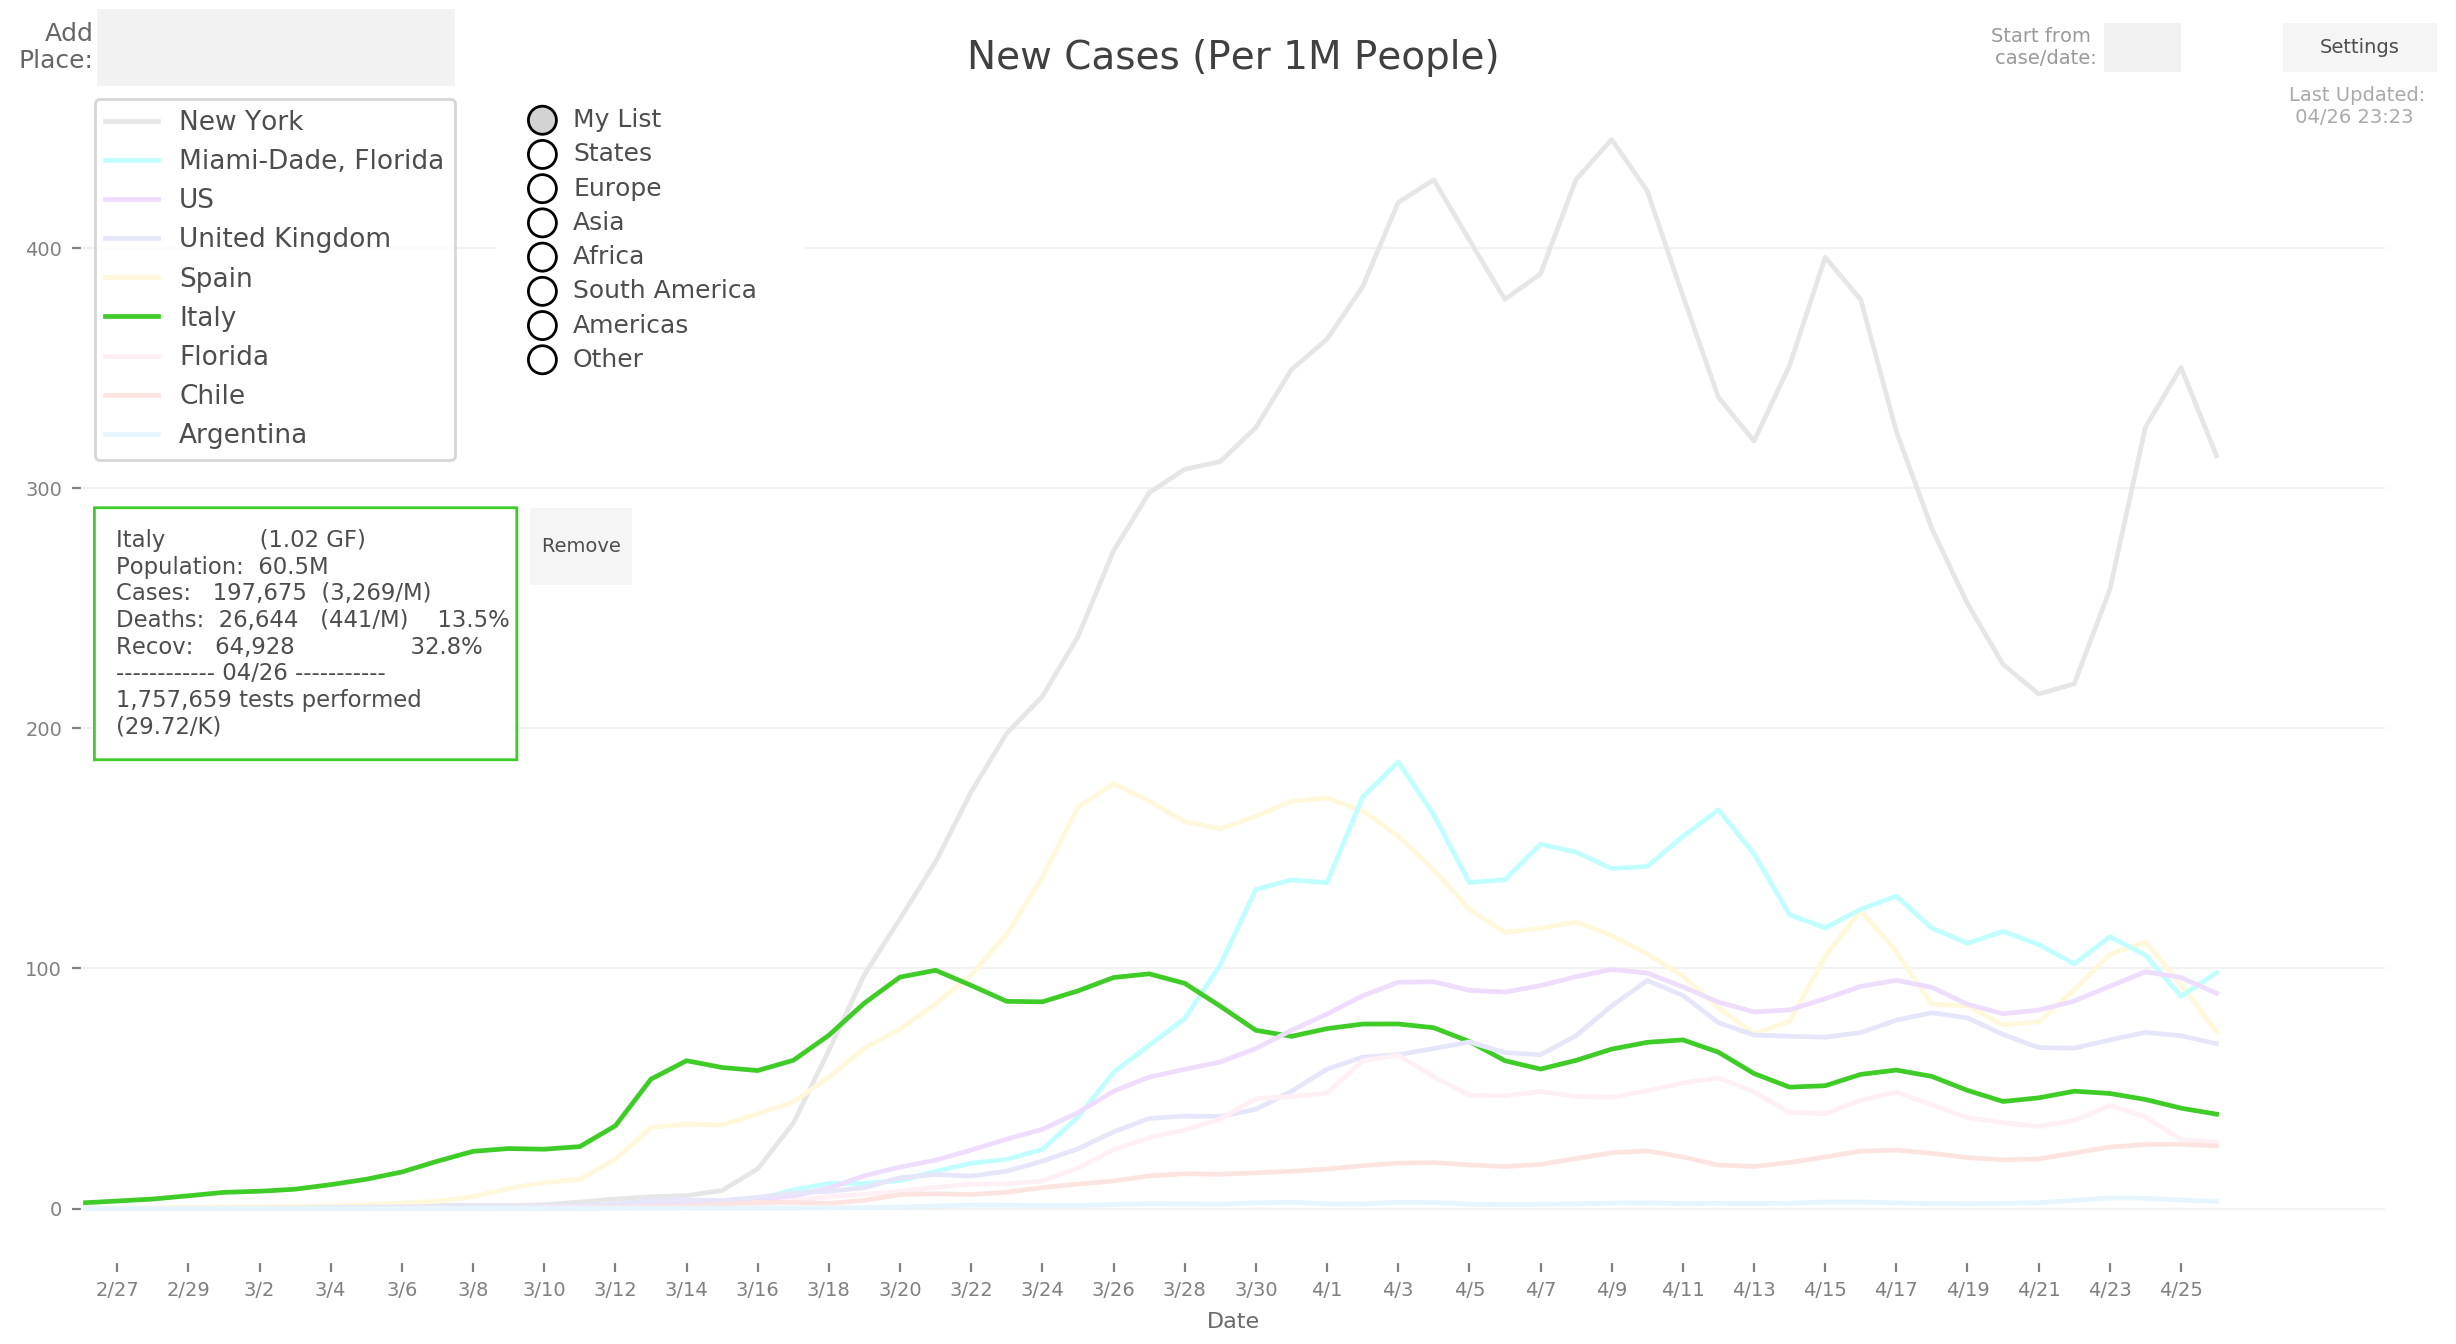 Add
Place:
New Cases (Per 1M People)
Start from
case/date:
Settings
Last Updated:
04/26 23:23
New York
Miami-Dade, Florida
US
United Kingdom
Spain
Italy
Florida
Chile
Argentina
My List
States
Europe
Asia
Africa
South America
Americas
Other
Italy (1.02 GF)
Population: 60.5M
Cases: 197,675 (3,269/M)
Deaths: 26,644 (441/M) 13.5%
Recov: 64,928 32.8%
------------ 04/26 -----------
1,757,659 tests performed
(29.72/K)
Remove
400
300
200
100
0
2/27 2/29 3/2 3/4 3/6 3/8 3/10 3/12 3/14 3/16 3/18 3/20 3/22 3/24 3/26 3/28 3/30 4/1 4/3 4/5 4/7 4/9 4/11 4/13 4/15 4/17 4/19 4/21 4/23 4/25
Date